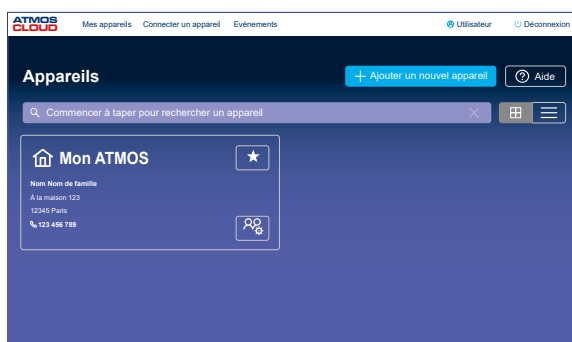 ATMOS
CLOUD
Mes appareils Connecter un appareil Evénements Utilisateur Déconnexion
Appareils
Ajouter un nouvel appareil
Aide
Commencer à taper pour rechercher un appareil
Mon ATMOS
Nom Nom de famille
À la maison 123
12345 Paris
123 456 789